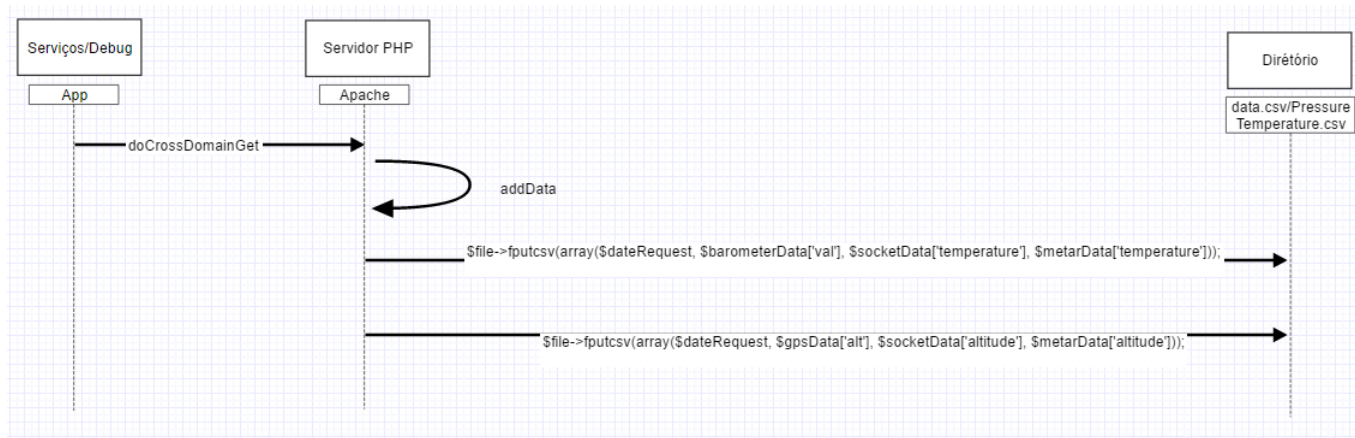 Serviços/Debug
Servidor PHP
Dirétório
App
Apache
data.csv/Pressure
Temperature.csv
doCrossDomainGet
addData
$file->fputcsv(array($dateRequest, $barometerData['val'], $socketData['temperature'], $metarData['temperature']));
$file->fputcsv(array($dateRequest, $gpsData['alt'], $socketData['altitude'], $metarData['altitude']));